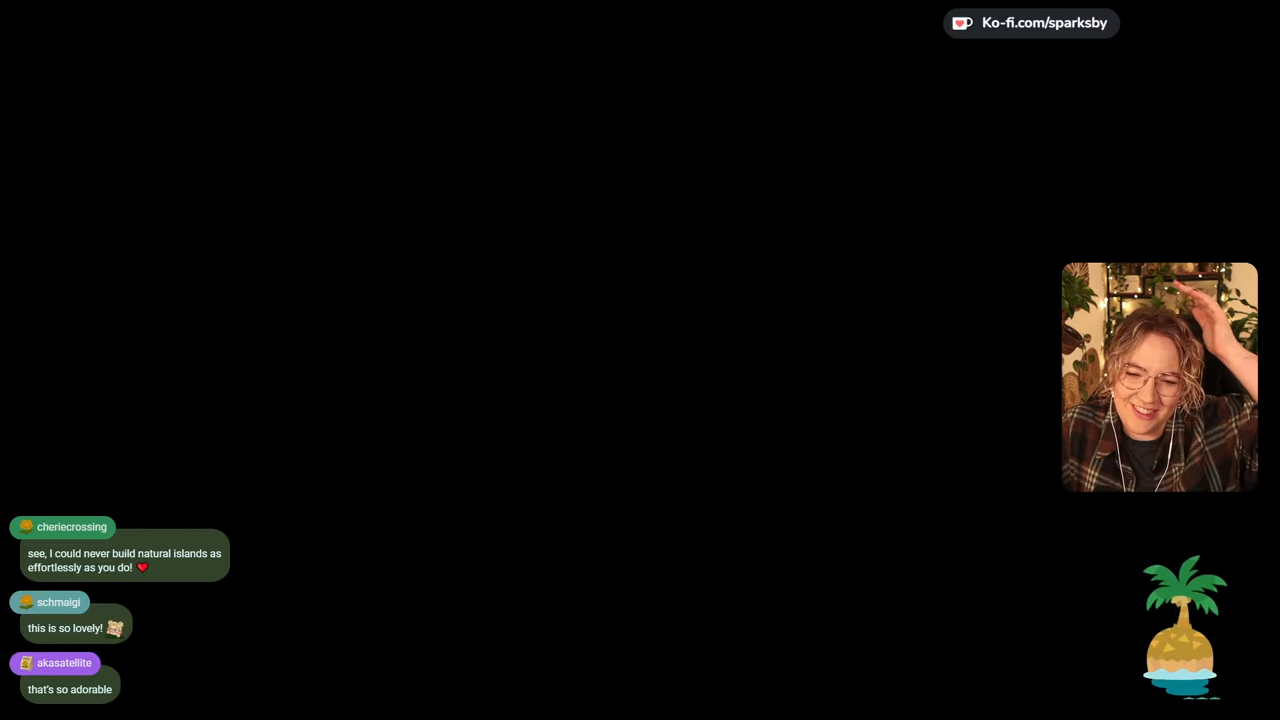 Ko-fi.com/sparksby
cheriecrossing
see, I could never build natural islands as
effortlessly as you do!
schmaigi
this is so lovely!
akasatellite
that's so adorable